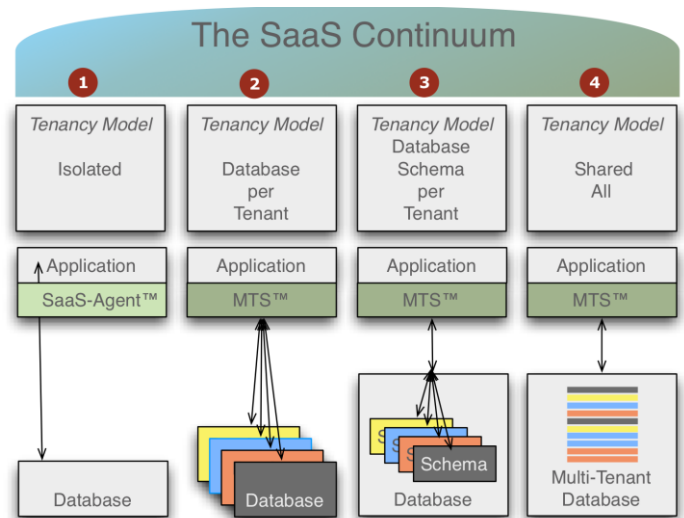 The SaaS Continuum
1
2
3
4
Tenancy Model
Isolated
Tenancy Model
Database
per
Tenant
Tenancy Model
Database
Schema
per
Tenant
Tenancy Model
Shared
All
Application
SaaS-Agent™
Application
MTS™
Application
MTS™
Application
MTS™
Database
Database
S
S
S
Schema
Database
Multi-Tenant
Database